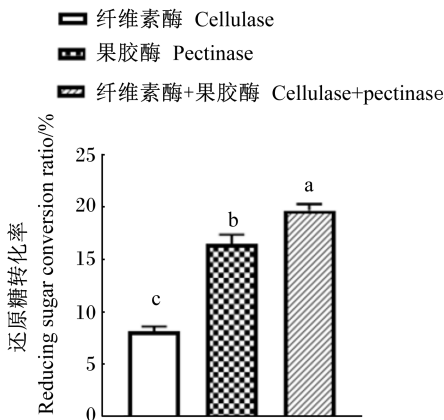 纤维素酶 Cellulase
果胶酶 Pectinase
纤维素酶+果胶酶 Cellulase+pectinase
还原糖转化率
Reducing sugar conversion ratio/%
25
20
15
10
5
0
c
b
a